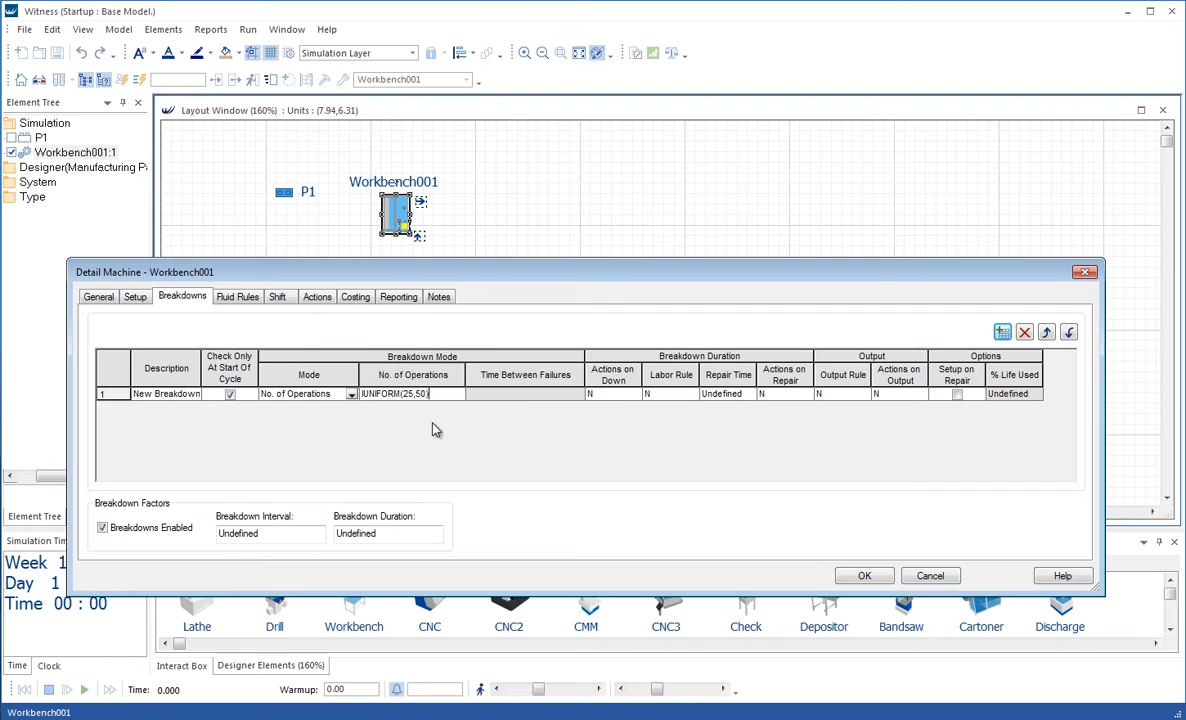 Witness (Startup : Base Model.)
File Edit View Model Elements Reports Run Window Help
Simulation Layer
Workbench001
Element Tree
Layout Window (160%) : Units : (7.94,6.31)
Simulation
P1
Workbench001:1
Designer(Manufacturing P
System
Type
Workbench001
P1
Detail Machine - Workbench001
General Setup Breakdowns Fluid Rules Shift Actions Costing Reporting Notes
Description
Check Only At Start Of Cycle
Breakdown Mode
Mode
No. of Operations
Time Between Failures
Breakdown Duration
Actions on Down
Labor Rule
Repair Time
Actions on Repair
Output
Output Rule
Actions on Output
Options
Setup on Repair
% Life Used
1 New Breakdown No. of Operations IUNIFORM(25,50) N N Undefined N N N Undefined
Breakdown Factors
Breakdowns Enabled
Breakdown Interval:
Undefined
Breakdown Duration:
Undefined
OK Cancel Help
Element Tree
Simulation Tim
Week 1
Day 1
Time 00 : 00
Lathe Drill Workbench CNC CNC2 CMM CNC3 Check Depositor Bandsaw Cartoner Discharge
Time Clock
Interact Box Designer Elements (160%)
Time: 0.000 Warmup: 0.00
Workbench001